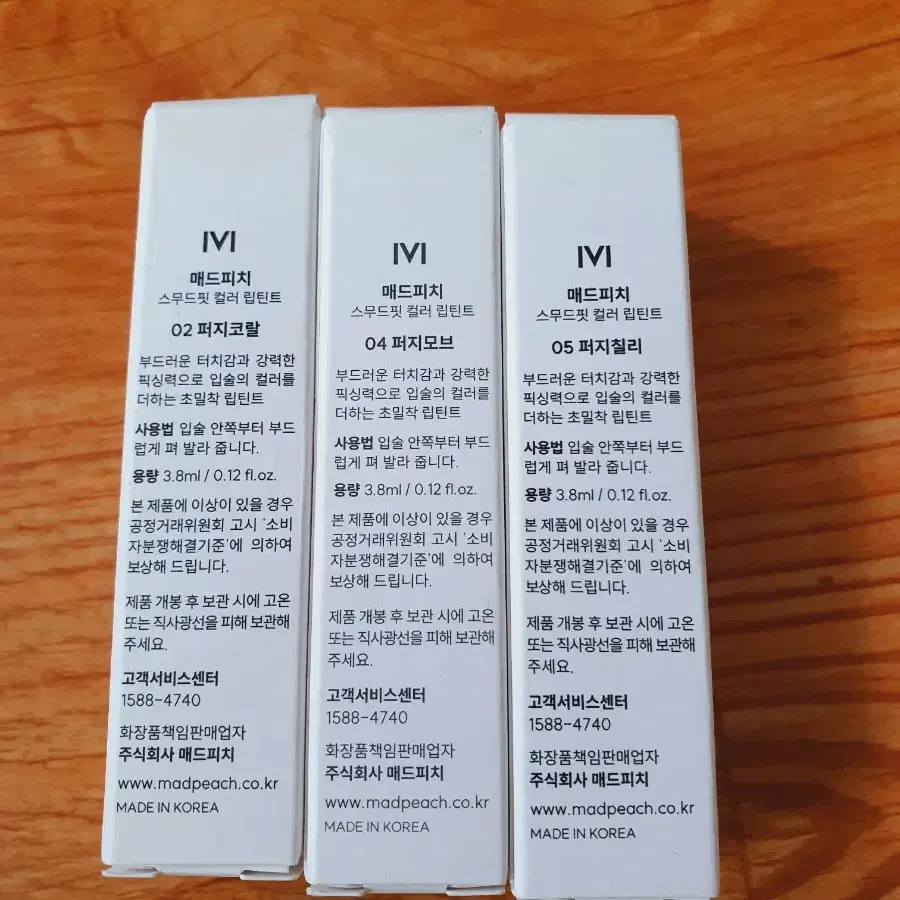 매드피치
스무드핏 컬러 립틴트
02 퍼지코랄
부드러운 터치감과 강력한
픽싱력으로 입술의 컬러를
더하는 초밀착 립틴트
사용법 입술 안쪽부터 부드
럽게 펴 발라 줍니다.
용량 3.8ml / 0.12 fl.oz.
본 제품에 이상이 있을 경우
공정거래위원회 고시 '소비
자분쟁해결기준'에 의하여
보상해 드립니다.
제품 개봉 후 보관 시에 고온
또는 직사광선을 피해 보관해
주세요.
고객서비스센터
1588-4740
화장품책임판매업자
주식회사 매드피치
www.madpeach.co.kr
MADE IN KOREA
매드피치
스무드핏 컬러 립틴트
04 퍼지모브
부드러운 터치감과 강력한
픽싱력으로 입술의 컬러를
더하는 초밀착 립틴트
사용법 입술 안쪽부터 부드
럽게 펴 발라 줍니다.
용량 3.8ml / 0.12 fl.oz.
본 제품에 이상이 있을 경우
공정거래위원회 고시 '소비
자분쟁해결기준'에 의하여
보상해 드립니다.
제품 개봉 후 보관 시에 고온
또는 직사광선을 피해 보관해
주세요.
고객서비스센터
1588-4740
화장품책임판매업자
주식회사 매드피치
www.madpeach.co.kr
MADE IN KOREA
매드피치
스무드핏 컬러 립틴트
05 퍼지칠리
부드러운 터치감과 강력한
픽싱력으로 입술의 컬러를
더하는 초밀착 립틴트
사용법 입술 안쪽부터 부드
럽게 펴 발라 줍니다.
용량 3.8ml / 0.12 fl.oz.
본 제품에 이상이 있을 경우
공정거래위원회 고시 '소비
자분쟁해결기준'에 의하여
보상해 드립니다.
제품 개봉 후 보관 시에 고온
또는 직사광선을 피해 보관해
주세요.
고객서비스센터
1588-4740
화장품책임판매업자
주식회사 매드피치
www.madpeach.co.kr
MADE IN KOREA